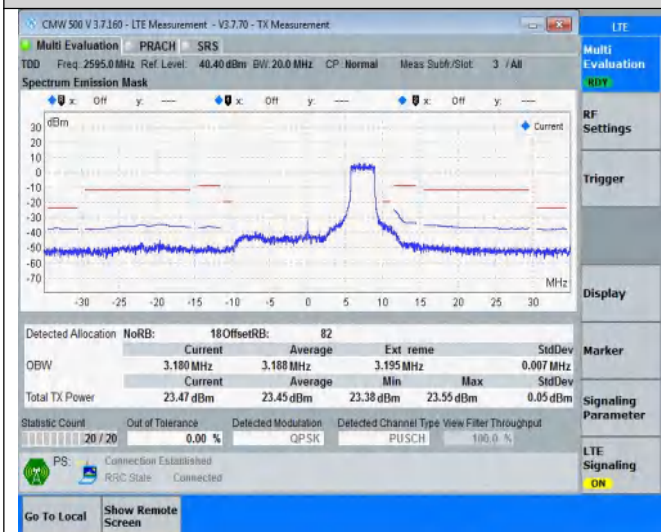 CMW 500 V 3.7.160 - LTE Measurement - V3.7.70 - TX Measurement
LTE
Multi Evaluation PRACH SRS
Multi Evaluation
RDY
TDD Freq: 2595.0 MHz Ref. Level: 40.40 dBm BW: 20.0 MHz CP: Normal Meas Subfr./Slot: 3 / All
Spectrum Emission Mask
x: Off y: --- x: Off y: --- x: Off y: ---
RF Settings
dBm
Current
30
20
10
0
-10
-20
-30
-40
-50
-60
-70
MHz
-30 -25 -20 -15 -10 -5 0 5 10 15 20 25 30
Trigger
Display
Detected Allocation NoRB: 18 OffsetRB: 82
Current Average Extreme StdDev
OBW 3.180 MHz 3.188 MHz 3.195 MHz 0.007 MHz
Current Average Min Max StdDev
Total TX Power 23.47 dBm 23.45 dBm 23.38 dBm 23.55 dBm 0.05 dBm
Marker
Signaling Parameter
Statistic Count Out of Tolerance Detected Modulation Detected Channel Type View Filter Throughput
20 / 20 0.00 % QPSK PUSCH 100.0 %
PS: Connection Established
RRC State Connected
LTE Signaling
ON
Go To Local
Show Remote Screen